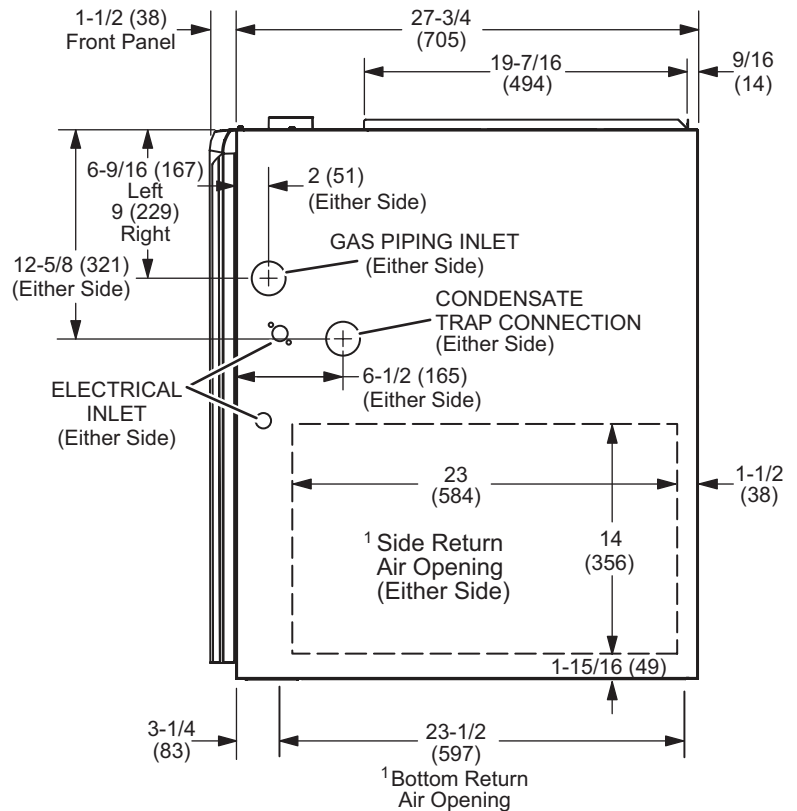 1-1/2 (38)
Front Panel
27-3/4
(705)
19-7/16
(494)
9/16
(14)
6-9/16 (167)
Left
9 (229)
Right
2 (51)
(Either Side)
12-5/8 (321)
(Either Side)
GAS PIPING INLET
(Either Side)
CONDENSATE
TRAP CONNECTION
(Either Side)
6-1/2 (165)
(Either Side)
ELECTRICAL
INLET
(Either Side)
23
(584)
1-1/2
(38)
14
(356)
1 Side Return
Air Opening
(Either Side)
1-15/16 (49)
3-1/4
(83)
23-1/2
(597)
1 Bottom Return
Air Opening